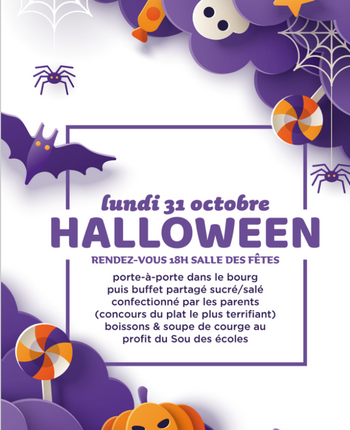 lundi 31 octobre
HALLOWEEN
RENDEZ-VOUS 18H SALLE DES FÊTES
porte-à-porte dans le bourg
puis buffet partagé sucré/salé
confectionné par les parents
(concours du plat le plus terrifiant)
boissons & soupe de courge au
profit du Sou des écoles